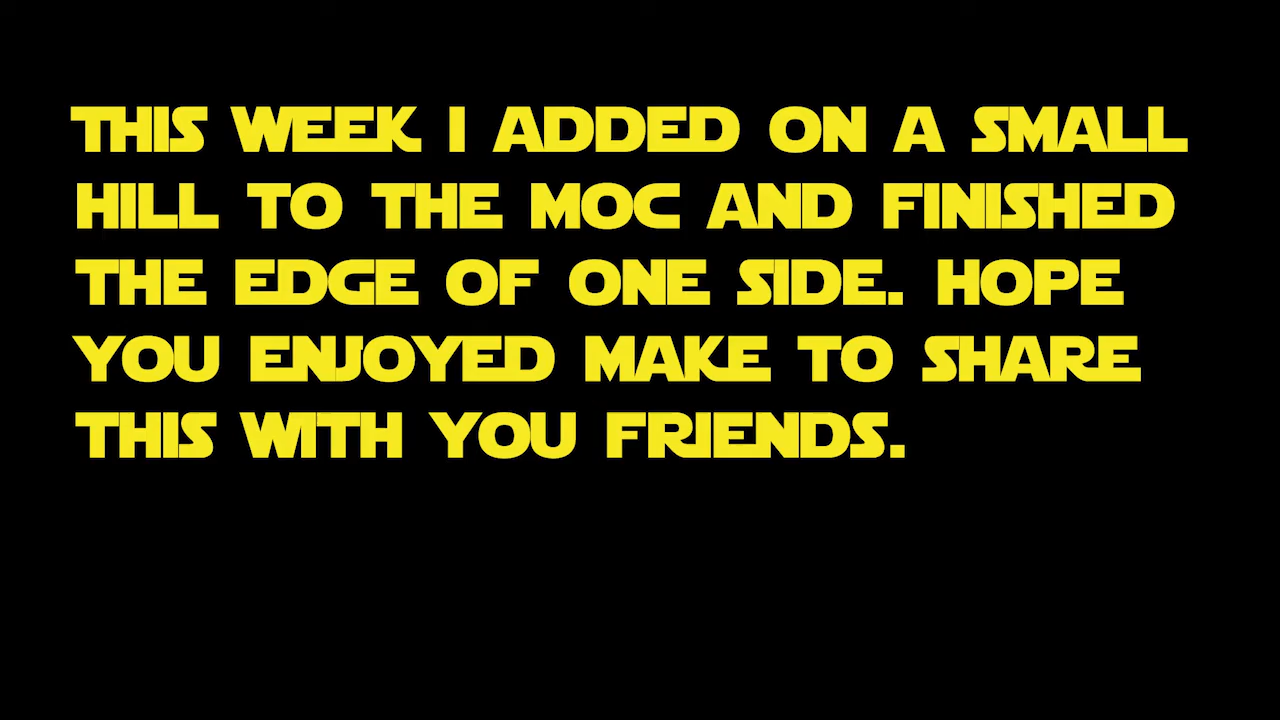 THIS WEEK I ADDED ON A SMALL
HILL TO THE MOC AND FINISHED
THE EDGE OF ONE SIDE. HOPE
YOU ENJOYED MAKE TO SHARE
THIS WITH YOU FRIENDS.